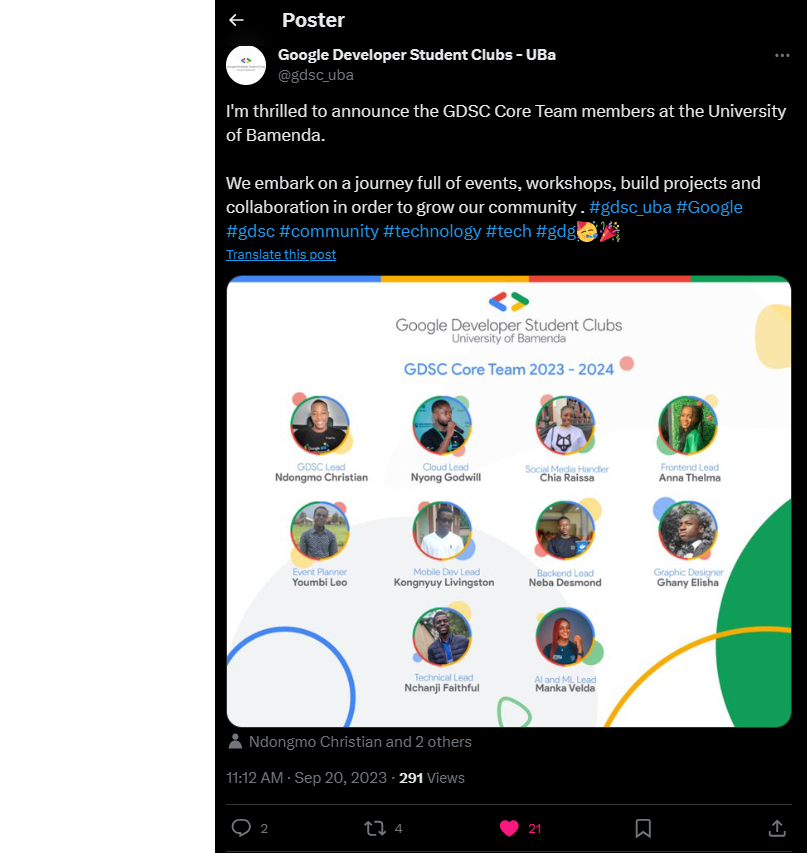 Poster
Google Developer Student Clubs - UBa
@gdsc_uba
I'm thrilled to announce the GDSC Core Team members at the University
of Bamenda.
We embark on a journey full of events, workshops, build projects and
collaboration in order to grow our community . #gdsc_uba #Google
#gdsc #community #technology #tech #gdg🥳🎉
Translate this post
Google Developer Student Clubs
University of Bamenda
GDSC Core Team 2023 - 2024
GDSC Lead
Ndongmo Christian
Cloud Lead
Nyong Godwill
Social Media Handler
Chia Raissa
Frontend Lead
Anna Thelma
Event Planner
Youmbi Leo
Mobile Dev Lead
Kongnyuy Livingston
Backend Lead
Neba Desmond
Graphic Designer
Ghany Elisha
Technical Lead
Nchanji Faithful
AI and ML Lead
Manka Velda
Ndongmo Christian and 2 others
11:12 AM · Sep 20, 2023 · 291 Views
2
4
21